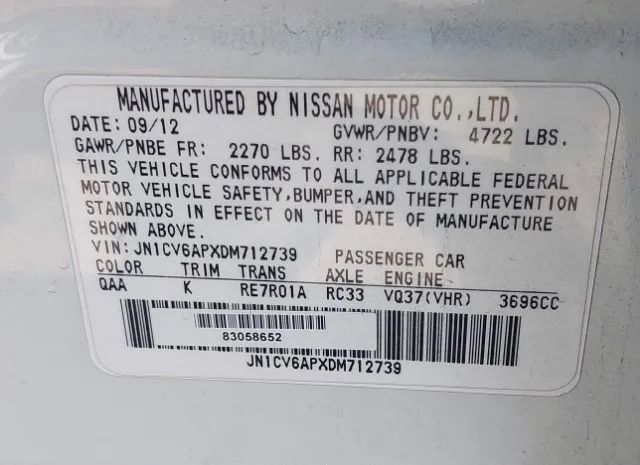 MANUFACTURED BY NISSAN MOTOR CO.,LTD.
DATE: 09/12 GVWR/PNBV: 4722 LBS.
GAWR/PNBE FR: 2270 LBS. RR: 2478 LBS.
THIS VEHICLE CONFORMS TO ALL APPLICABLE FEDERAL
MOTOR VEHICLE SAFETY,BUMPER,AND THEFT PREVENTION
STANDARDS IN EFFECT ON THE DATE OF MANUFACTURE
SHOWN ABOVE.
VIN: JN1CV6APXDM712739 PASSENGER CAR
COLOR TRIM TRANS AXLE ENGINE
QAA K RE7R01A RC33 VQ37(VHR) 3696CC
83058652
JN1CV6APXDM712739